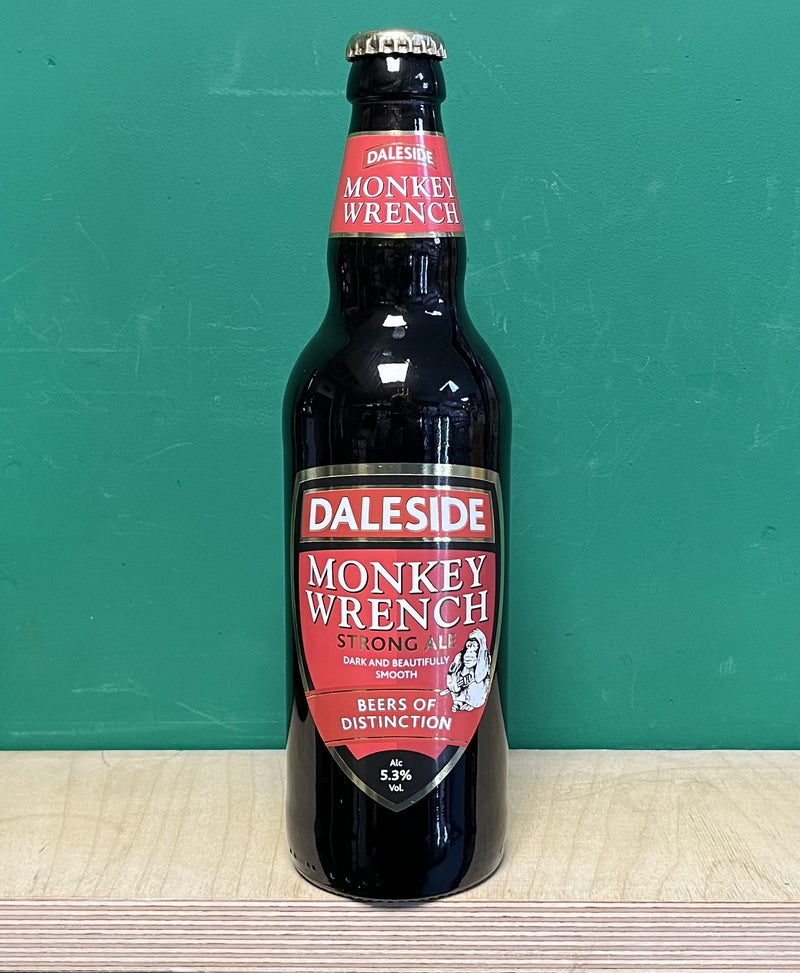 DALESIDE
MONKEY
WRENCH
DALESIDE
MONKEY
WRENCH
STRONG ALE
DARK AND BEAUTIFULLY
SMOOTH
BEERS OF
DISTINCTION
Alc
5.3%
Vol.